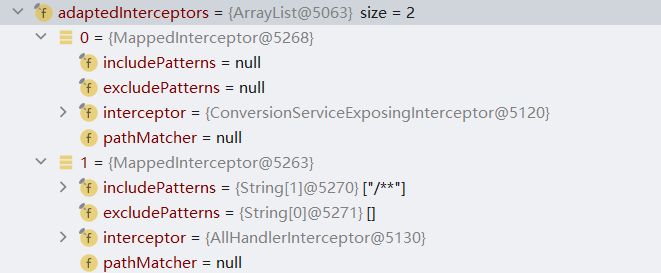 adaptedInterceptors = {ArrayList@5063} size = 2
0 = {MappedInterceptor@5268}
includePatterns = null
excludePatterns = null
interceptor = {ConversionServiceExposingInterceptor@5120}
pathMatcher = null
1 = {MappedInterceptor@5263}
includePatterns = {String[1]@5270} ["/**"]
excludePatterns = {String[0]@5271} []
interceptor = {AllHandlerInterceptor@5130}
pathMatcher = null